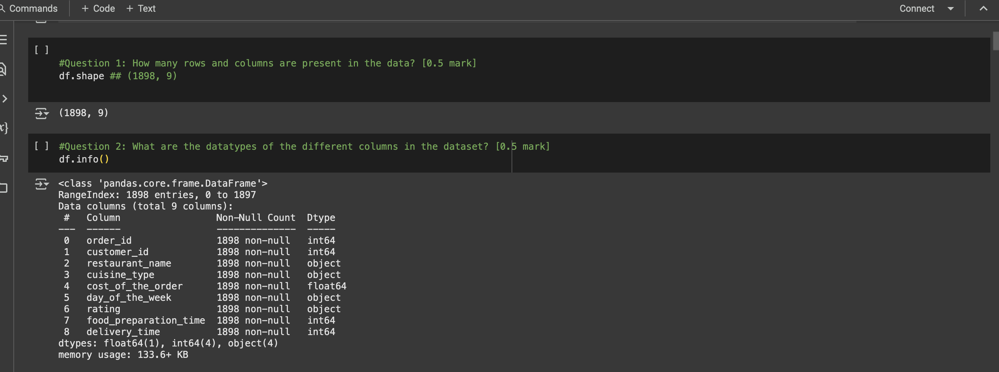 Commands + Code + Text Connect
[ ]
#Question 1: How many rows and columns are present in the data? [0.5 mark]
df.shape ## (1898, 9)
(1898, 9)
[ ] #Question 2: What are the datatypes of the different columns in the dataset? [0.5 mark]
df.info()
<class 'pandas.core.frame.DataFrame'>
RangeIndex: 1898 entries, 0 to 1897
Data columns (total 9 columns):
 #   Column                 Non-Null Count  Dtype
---  ------                 --------------  -----
 0   order_id               1898 non-null   int64
 1   customer_id            1898 non-null   int64
 2   restaurant_name        1898 non-null   object
 3   cuisine_type           1898 non-null   object
 4   cost_of_the_order      1898 non-null   float64
 5   day_of_the_week        1898 non-null   object
 6   rating                 1898 non-null   object
 7   food_preparation_time  1898 non-null   int64
 8   delivery_time          1898 non-null   int64
dtypes: float64(1), int64(4), object(4)
memory usage: 133.6+ KB